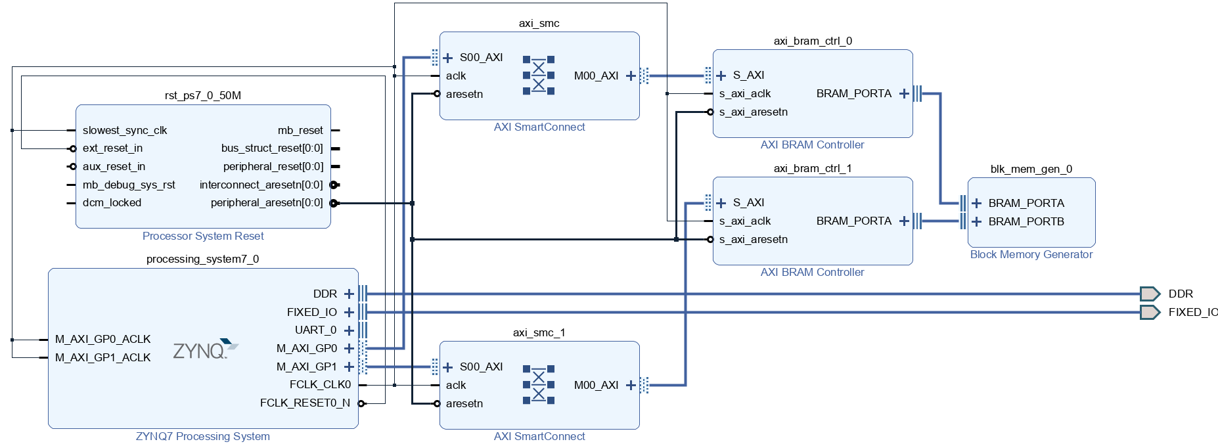 axi_smc
S00_AXI
aclk
aresetn
M00_AXI
AXI SmartConnect
axi_bram_ctrl_0
S_AXI
s_axi_aclk
s_axi_aresetn
BRAM_PORTA
AXI BRAM Controller
rst_ps7_0_50M
slowest_sync_clk
ext_reset_in
aux_reset_in
mb_debug_sys_rst
dcm_locked
mb_reset
bus_struct_reset[0:0]
peripheral_reset[0:0]
interconnect_aresetn[0:0]
peripheral_aresetn[0:0]
Processor System Reset
axi_bram_ctrl_1
S_AXI
s_axi_aclk
s_axi_aresetn
BRAM_PORTA
AXI BRAM Controller
blk_mem_gen_0
BRAM_PORTA
BRAM_PORTB
Block Memory Generator
processing_system7_0
M_AXI_GP0_ACLK
M_AXI_GP1_ACLK
ZYNQ
DDR
FIXED_IO
UART_0
M_AXI_GP0
M_AXI_GP1
FCLK_CLK0
FCLK_RESET0_N
ZYNQ7 Processing System
axi_smc_1
S00_AXI
aclk
aresetn
M00_AXI
AXI SmartConnect
DDR
FIXED_IO